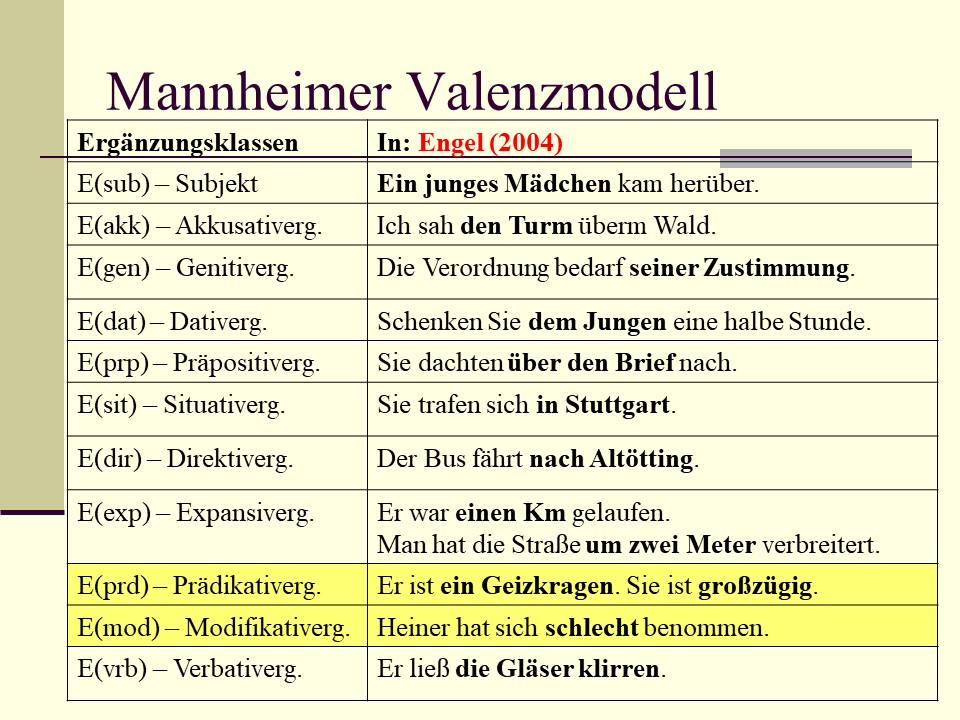 Mannheimer Valenzmodell
Ergänzungsklassen In: Engel (2004)
E(sub) – Subjekt Ein junges Mädchen kam herüber.
E(akk) – Akkusativerg. Ich sah den Turm überm Wald.
E(gen) – Genitiverg. Die Verordnung bedarf seiner Zustimmung.
E(dat) – Dativerg. Schenken Sie dem Jungen eine halbe Stunde.
E(prp) – Präpositiverg. Sie dachten über den Brief nach.
E(sit) – Situativerg. Sie trafen sich in Stuttgart.
E(dir) – Direktiverg. Der Bus fährt nach Altötting.
E(exp) – Expansiverg. Er war einen Km gelaufen.
Man hat die Straße um zwei Meter verbreitert.
E(prd) – Prädikativerg. Er ist ein Geizkragen. Sie ist großzügig.
E(mod) – Modifikativerg. Heiner hat sich schlecht benommen.
E(vrb) – Verbativerg. Er ließ die Gläser klirren.